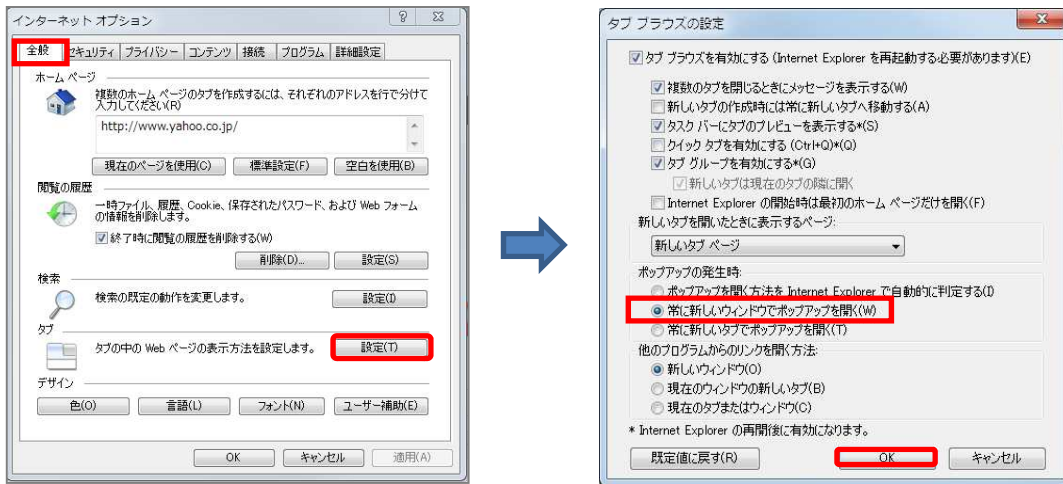 インターネット オプション
全般 セキュリティ プライバシー コンテンツ 接続 プログラム 詳細設定
ホーム ページ
複数のホーム ページのタブを作成するには、それぞれのアドレスを行で分けて
入力してください(R)
http://www.yahoo.co.jp/
現在のページを使用(C) 標準設定(F) 空白を使用(B)
閲覧の履歴
一時ファイル、履歴、Cookie、保存されたパスワード、および Web フォーム
の情報を削除します。
終了時に閲覧の履歴を削除する(W)
削除(D)... 設定(S)
検索
検索の既定の動作を変更します。 設定(I)
タブ
タブの中の Web ページの表示方法を設定します。 設定(T)
デザイン
色(O) 言語(L) フォント(N) ユーザー補助(E)
OK キャンセル 適用(A)
タブ ブラウズの設定
タブ ブラウズを有効にする (Internet Explorer を再起動する必要があります)(E)
複数のタブを閉じるときにメッセージを表示する(W)
新しいタブの作成時には常に新しいタブへ移動する(A)
タスク バーにタブのプレビューを表示する*(S)
クイック タブを有効にする (Ctrl+Q)*(Q)
タブ グループを有効にする*(G)
新しいタブは現在のタブの隣に開く
Internet Explorer の開始時は最初のホーム ページだけを開く(F)
新しいタブを開いたときに表示するページ:
新しいタブ ページ
ポップアップの発生時:
ポップアップを開く方法を Internet Explorer で自動的に判定する(I)
常に新しいウィンドウでポップアップを開く(W)
常に新しいタブでポップアップを開く(T)
他のプログラムからのリンクを開く方法:
新しいウィンドウ(O)
現在のウィンドウの新しいタブ(B)
現在のタブまたはウィンドウ(C)
* Internet Explorer の再開後に有効になります。
既定値に戻す(R) OK キャンセル